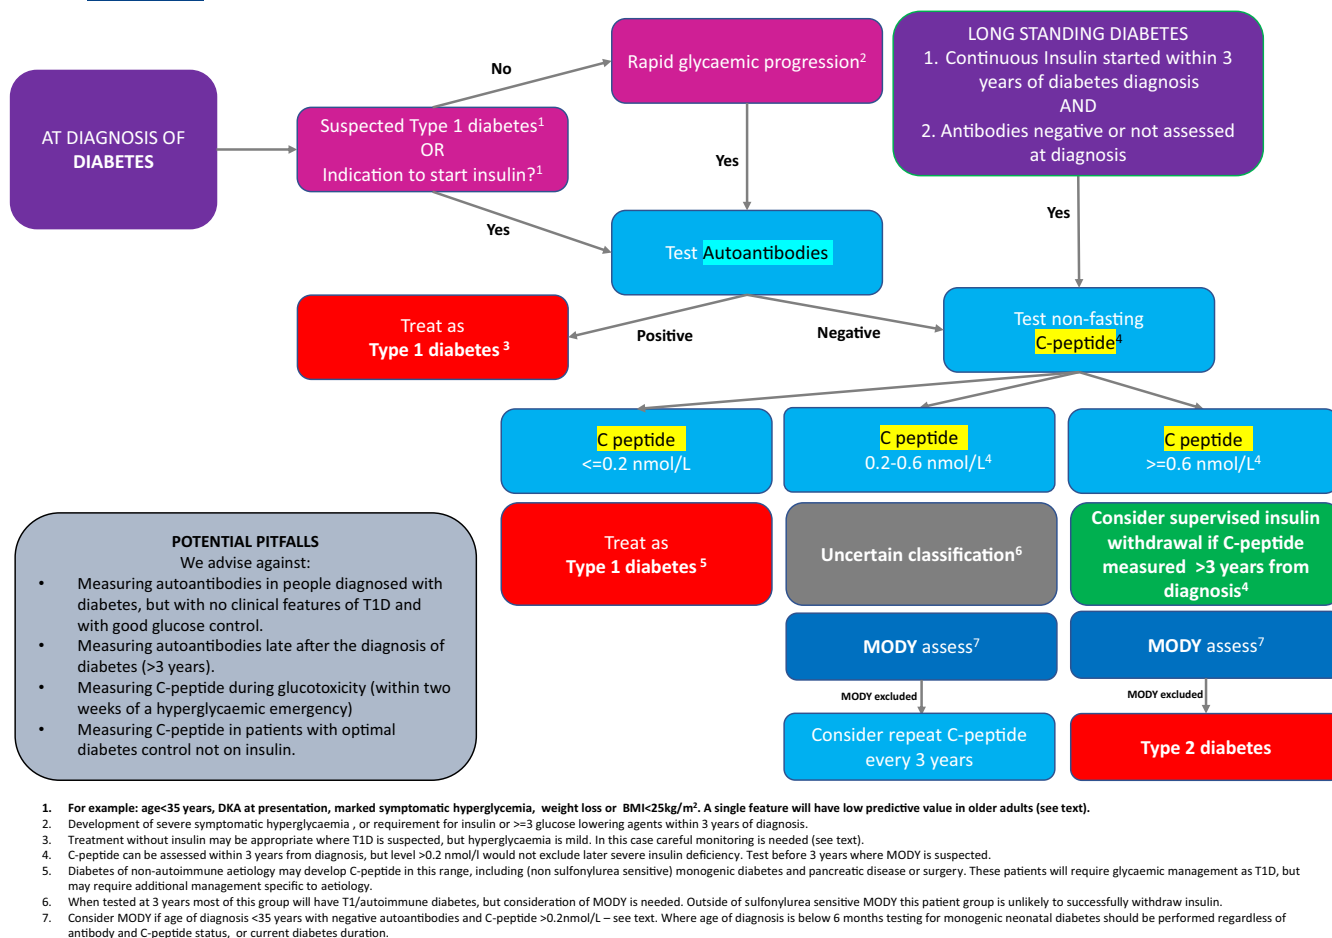 AT DIAGNOSIS OF
DIABETES
No
Suspected Type 1 diabetes1
OR
Indication to start insulin?1
Yes
Rapid glycaemic progression2
Yes
LONG STANDING DIABETES
1. Continuous Insulin started within 3
years of diabetes diagnosis
AND
2. Antibodies negative or not assessed
at diagnosis
Yes
Test Autoantibodies
Positive
Negative
Treat as
Type 1 diabetes 3
Test non-fasting
C-peptide4
C peptide
<=0.2 nmol/L
C peptide
0.2-0.6 nmol/L4
C peptide
>=0.6 nmol/L4
Treat as
Type 1 diabetes 5
Uncertain classification6
Consider supervised insulin
withdrawal if C-peptide
measured >3 years from
diagnosis4
MODY assess7
MODY assess7
MODY excluded
MODY excluded
Consider repeat C-peptide
every 3 years
Type 2 diabetes
POTENTIAL PITFALLS
We advise against:
• Measuring autoantibodies in people diagnosed with
diabetes, but with no clinical features of T1D and
with good glucose control.
• Measuring autoantibodies late after the diagnosis of
diabetes (>3 years).
• Measuring C-peptide during glucotoxicity (within two
weeks of a hyperglycaemic emergency)
• Measuring C-peptide in patients with optimal
diabetes control not on insulin.
1. For example: age<35 years, DKA at presentation, marked symptomatic hyperglycemia, weight loss or BMI<25kg/m2. A single feature will have low predictive value in older adults (see text).
2. Development of severe symptomatic hyperglycaemia , or requirement for insulin or >=3 glucose lowering agents within 3 years of diagnosis.
3. Treatment without insulin may be appropriate where T1D is suspected, but hyperglycaemia is mild. In this case careful monitoring is needed (see text).
4. C-peptide can be assessed within 3 years from diagnosis, but level >0.2 nmol/l would not exclude later severe insulin deficiency. Test before 3 years where MODY is suspected.
5. Diabetes of non-autoimmune aetiology may develop C-peptide in this range, including (non sulfonylurea sensitive) monogenic diabetes and pancreatic disease or surgery. These patients will require glycaemic management as T1D, but
may require additional management specific to aetiology.
6. When tested at 3 years most of this group will have T1/autoimmune diabetes, but consideration of MODY is needed. Outside of sulfonylurea sensitive MODY this patient group is unlikely to successfully withdraw insulin.
7. Consider MODY if age of diagnosis <35 years with negative autoantibodies and C-peptide >0.2nmol/L – see text. Where age of diagnosis is below 6 months testing for monogenic neonatal diabetes should be performed regardless of
antibody and C-peptide status, or current diabetes duration.